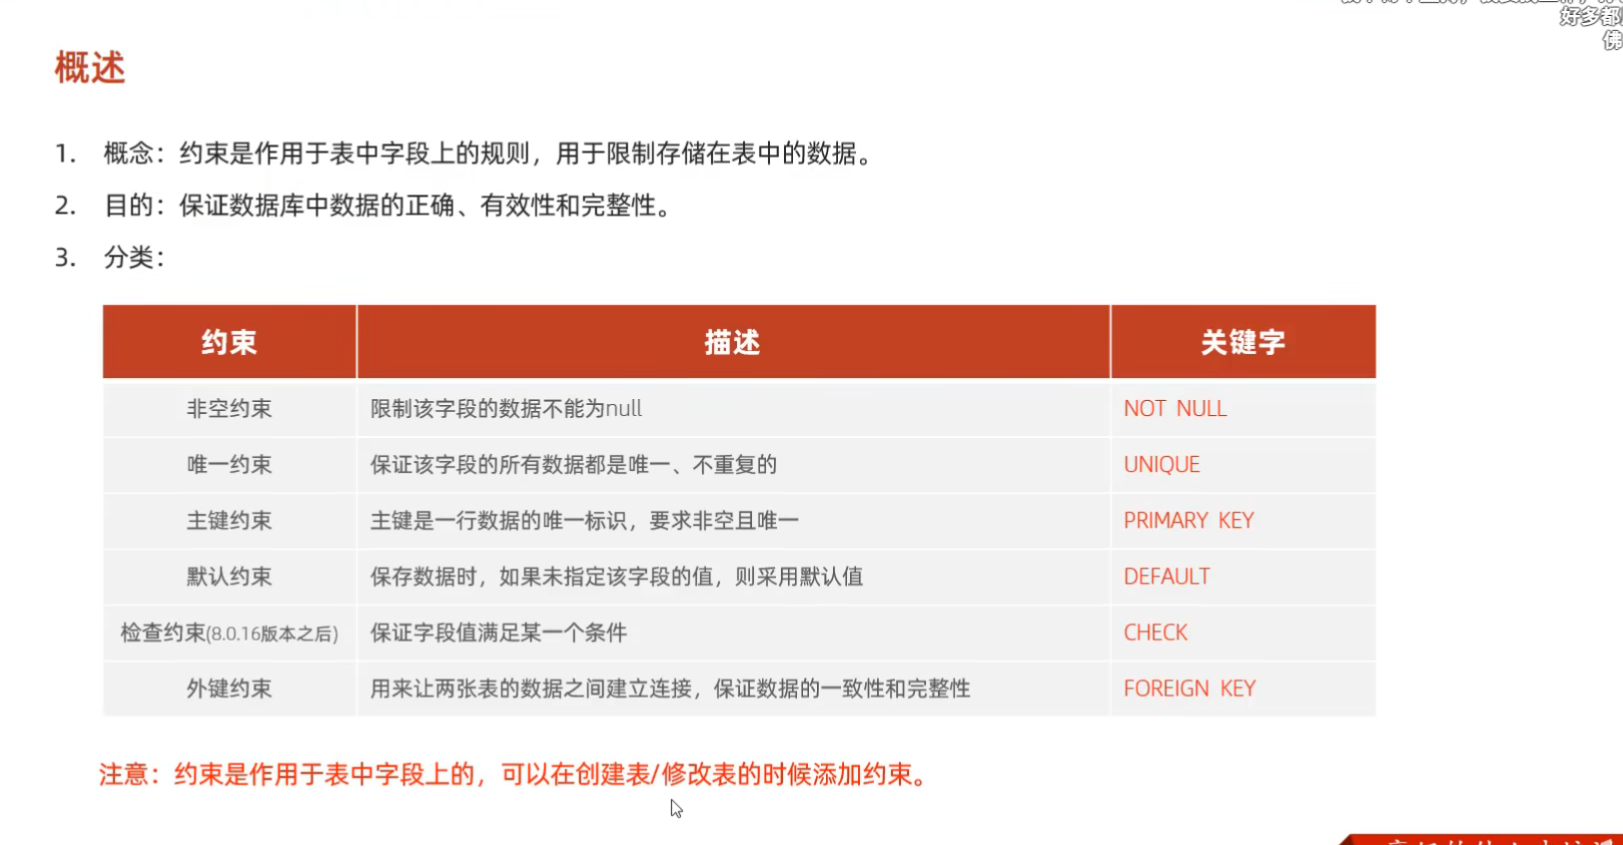 好多都
佛
概述
1. 概念：约束是作用于表中字段上的规则，用于限制存储在表中的数据。
2. 目的：保证数据库中数据的正确、有效性和完整性。
3. 分类：
约束 描述 关键字
非空约束 限制该字段的数据不能为null NOT NULL
唯一约束 保证该字段的所有数据都是唯一、不重复的 UNIQUE
主键约束 主键是一行数据的唯一标识，要求非空且唯一 PRIMARY KEY
默认约束 保存数据时，如果未指定该字段的值，则采用默认值 DEFAULT
检查约束(8.0.16版本之后) 保证字段值满足某一个条件 CHECK
外键约束 用来让两张表的数据之间建立连接，保证数据的一致性和完整性 FOREIGN KEY
注意：约束是作用于表中字段上的，可以在创建表/修改表的时候添加约束。